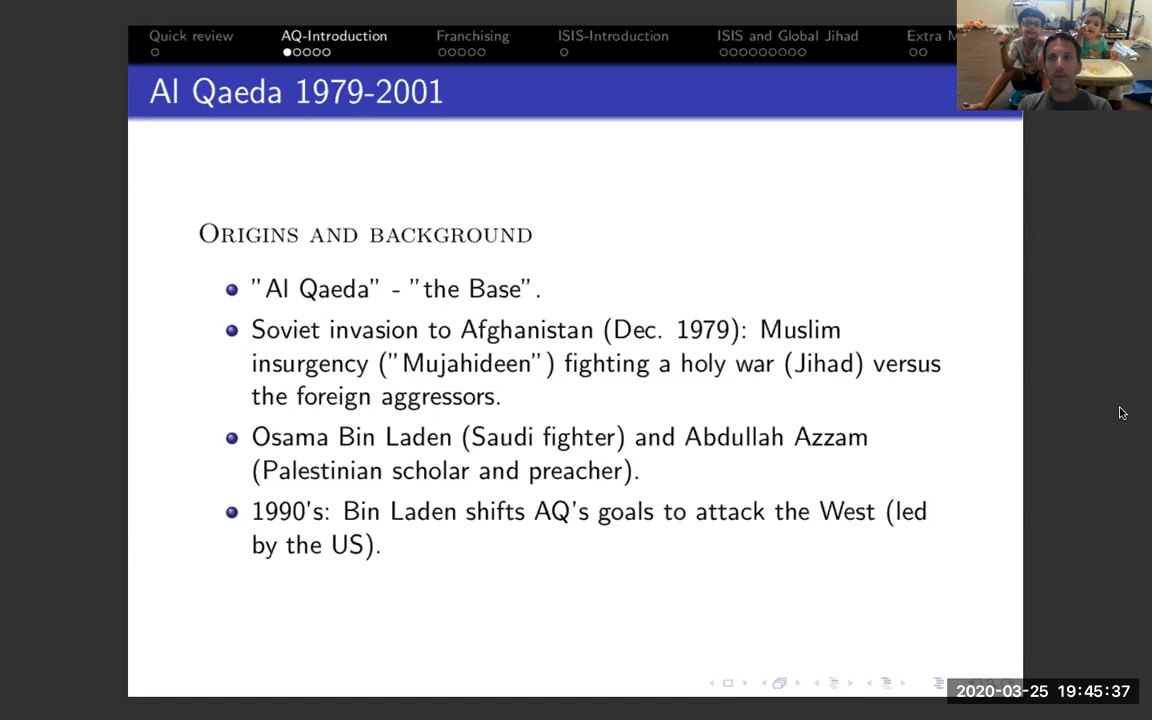 Quick review AQ-Introduction Franchising ISIS-Introduction ISIS and Global Jihad Extra M
Al Qaeda 1979-2001
Origins and background
"Al Qaeda" - "the Base".
Soviet invasion to Afghanistan (Dec. 1979): Muslim
insurgency ("Mujahideen") fighting a holy war (Jihad) versus
the foreign aggressors.
Osama Bin Laden (Saudi fighter) and Abdullah Azzam
(Palestinian scholar and preacher).
1990's: Bin Laden shifts AQ's goals to attack the West (led
by the US).
2020-03-25 19:45:37